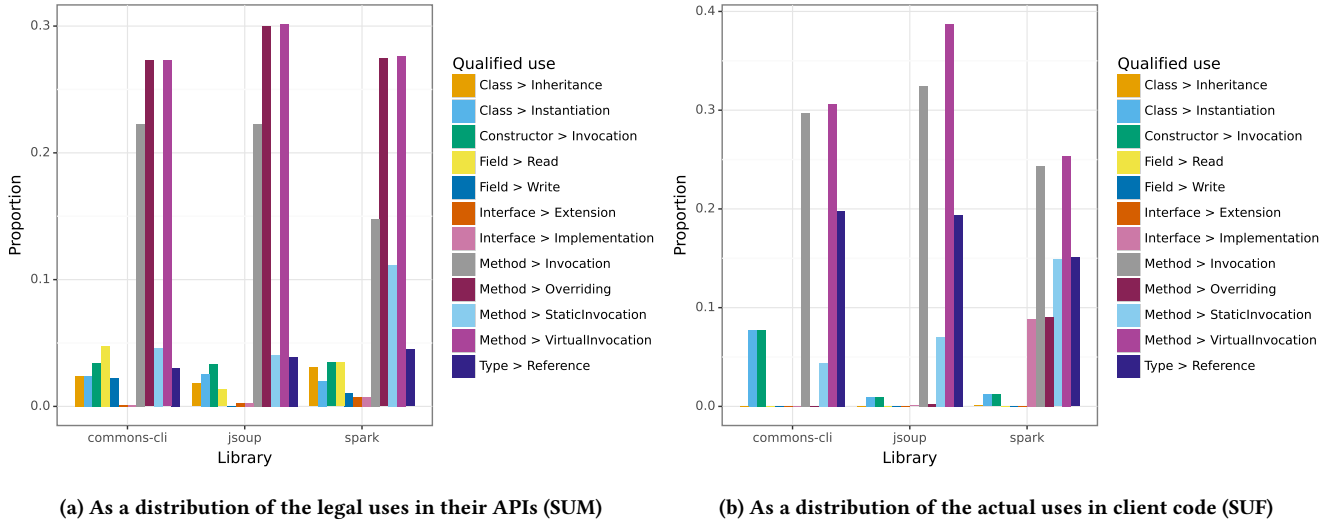 0.3
0.2
0.1
0.0
Proportion
commons-cli
jsoup
spark
Library
Qualified use
Class > Inheritance
Class > Instantiation
Constructor > Invocation
Field > Read
Field > Write
Interface > Extension
Interface > Implementation
Method > Invocation
Method > Overriding
Method > StaticInvocation
Method > VirtualInvocation
Type > Reference
(a) As a distribution of the legal uses in their APIs (SUM)
0.4
0.3
0.2
0.1
0.0
Proportion
commons-cli
jsoup
spark
Library
Qualified use
Class > Inheritance
Class > Instantiation
Constructor > Invocation
Field > Read
Field > Write
Interface > Extension
Interface > Implementation
Method > Invocation
Method > Overriding
Method > StaticInvocation
Method > VirtualInvocation
Type > Reference
(b) As a distribution of the actual uses in client code (SUF)